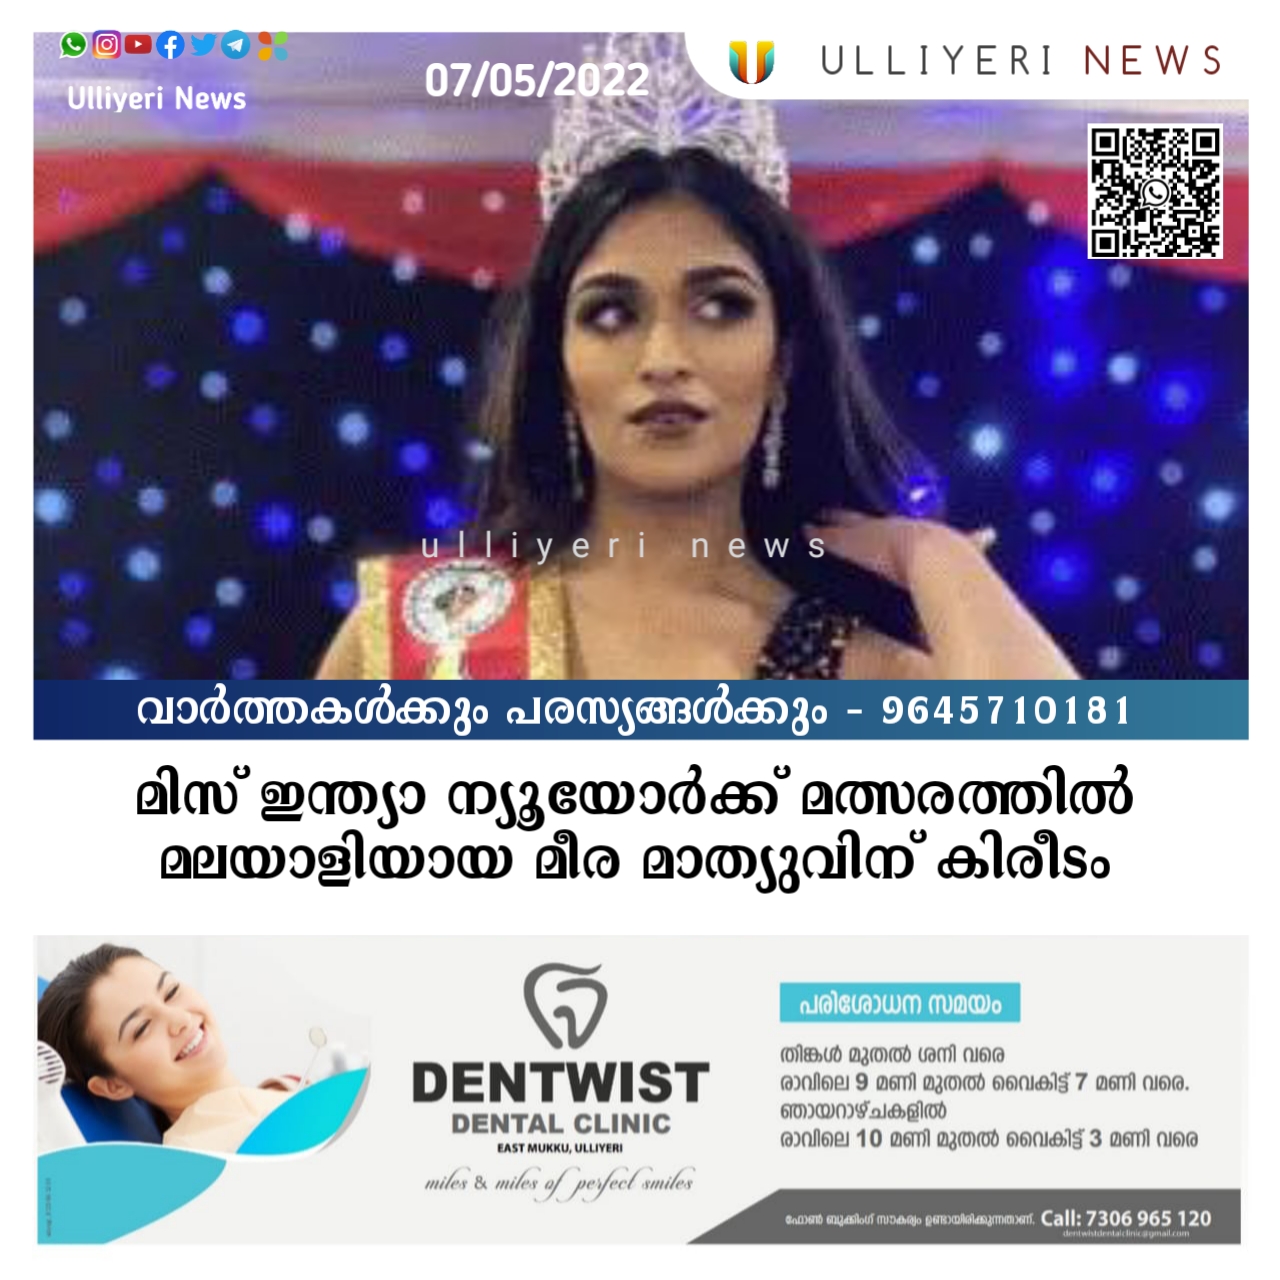 ULLIYERI NEWS
Ulliyeri News
07/05/2022
ulliyeri news
വാർത്തകൾക്കും പരസ്യങ്ങൾക്കും - 9645710181
മിസ് ഇന്ത്യാ ന്യൂയോർക്ക് മത്സരത്തിൽ
മലയാളിയായ മീര മാത്യുവിന് കിരീടം
DENTWIST
DENTAL CLINIC
EAST MUKKU, ULLIYERI
miles & miles of perfect smiles
പരിശോധന സമയം
തിങ്കൾ മുതൽ ശനി വരെ
രാവിലെ 9 മണി മുതൽ വൈകിട്ട് 7 മണി വരെ.
ഞായറാഴ്ചകളിൽ
രാവിലെ 10 മണി മുതൽ വൈകിട്ട് 3 മണി വരെ
ഫോൺ ബുക്കിംഗ് സൗകര്യം ഉണ്ടായിരിക്കുന്നതാണ്. Call: 7306 965 120
dentwistdentalclinic@gmail.com